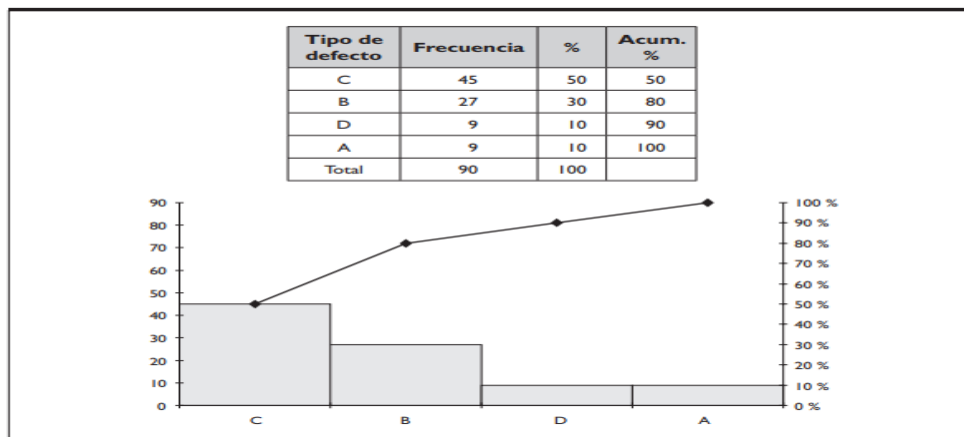 Tipo de defecto Frecuencia % Acum. %
C 45 50 50
B 27 30 80
D 9 10 90
A 9 10 100
Total 90 100
90 100 %
80 90 %
70 80 %
60 70 %
50 60 %
40 50 %
30 40 %
20 30 %
10 20 %
0 10 %
0 %
C B D A